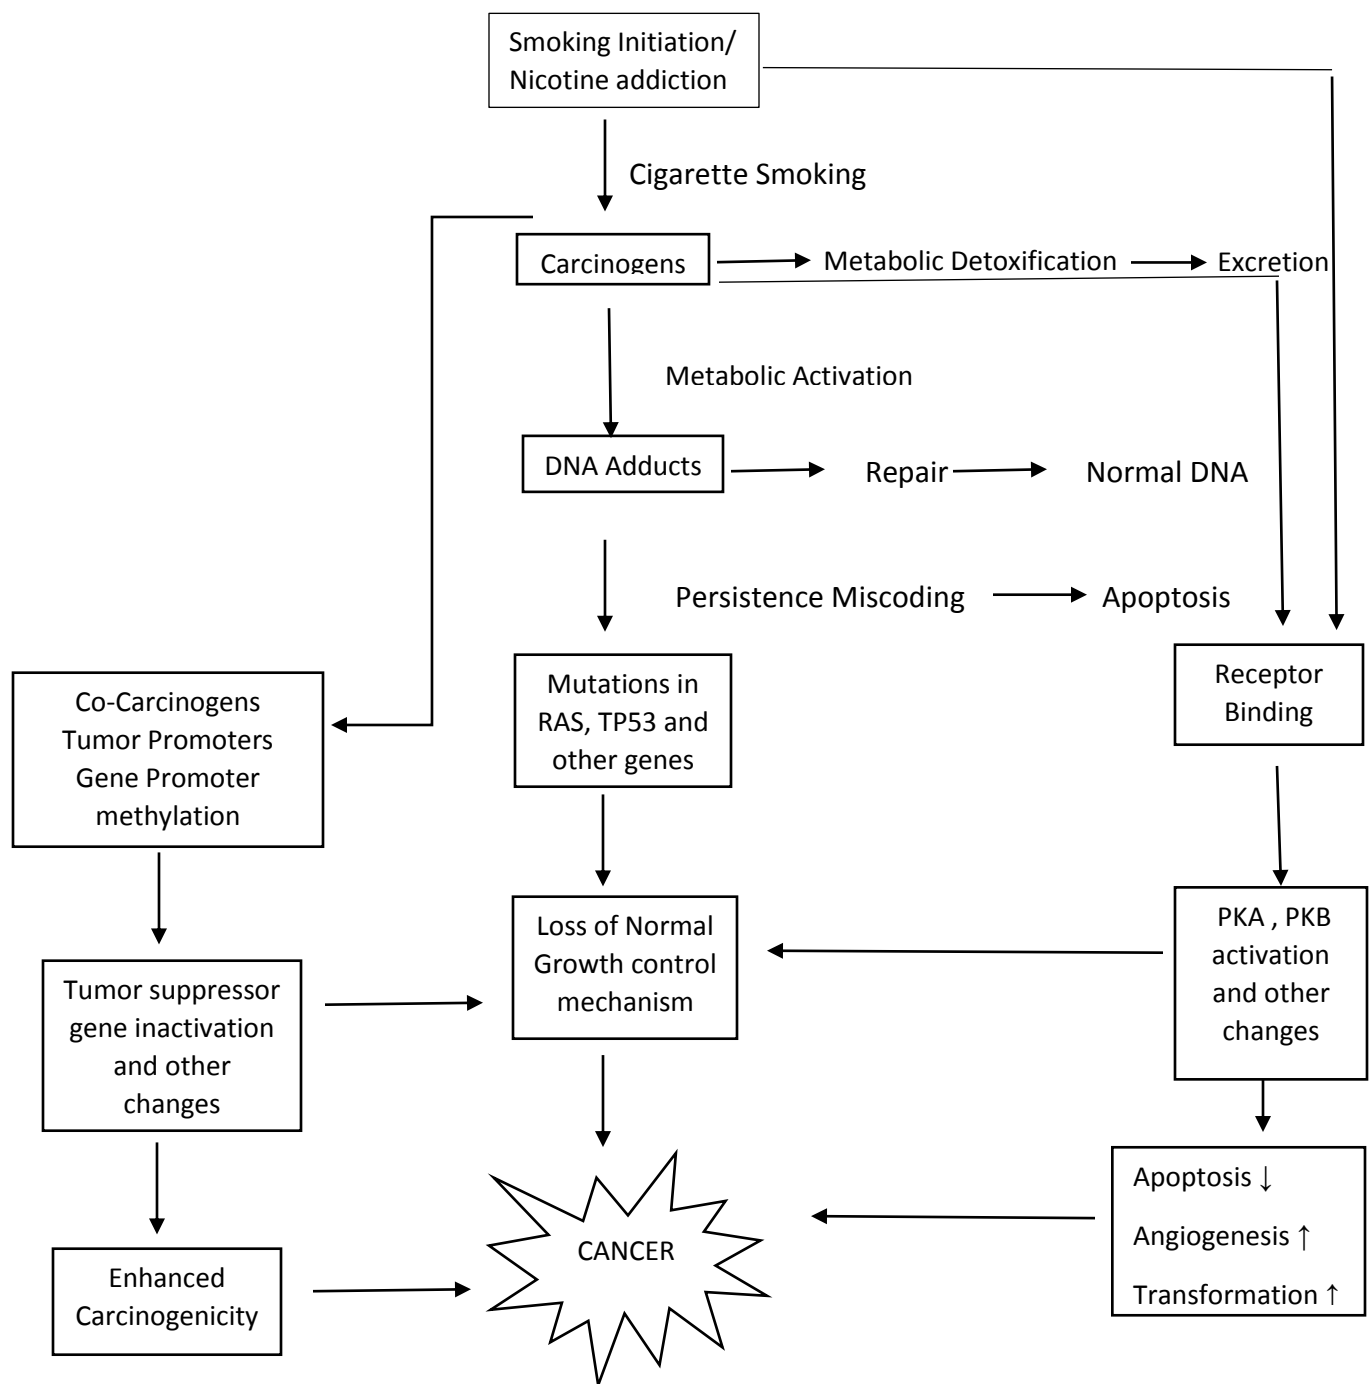 Smoking Initiation/
Nicotine addiction
Cigarette Smoking
Carcinogens
Metabolic Detoxification
Excretion
Metabolic Activation
DNA Adducts
Repair
Normal DNA
Persistence Miscoding
Apoptosis
Co-Carcinogens
Tumor Promoters
Gene Promoter
methylation
Mutations in
RAS, TP53 and
other genes
Receptor
Binding
Tumor suppressor
gene inactivation
and other
changes
Loss of Normal
Growth control
mechanism
PKA , PKB
activation
and other
changes
Enhanced
Carcinogenicity
CANCER
Apoptosis ↓
Angiogenesis ↑
Transformation ↑